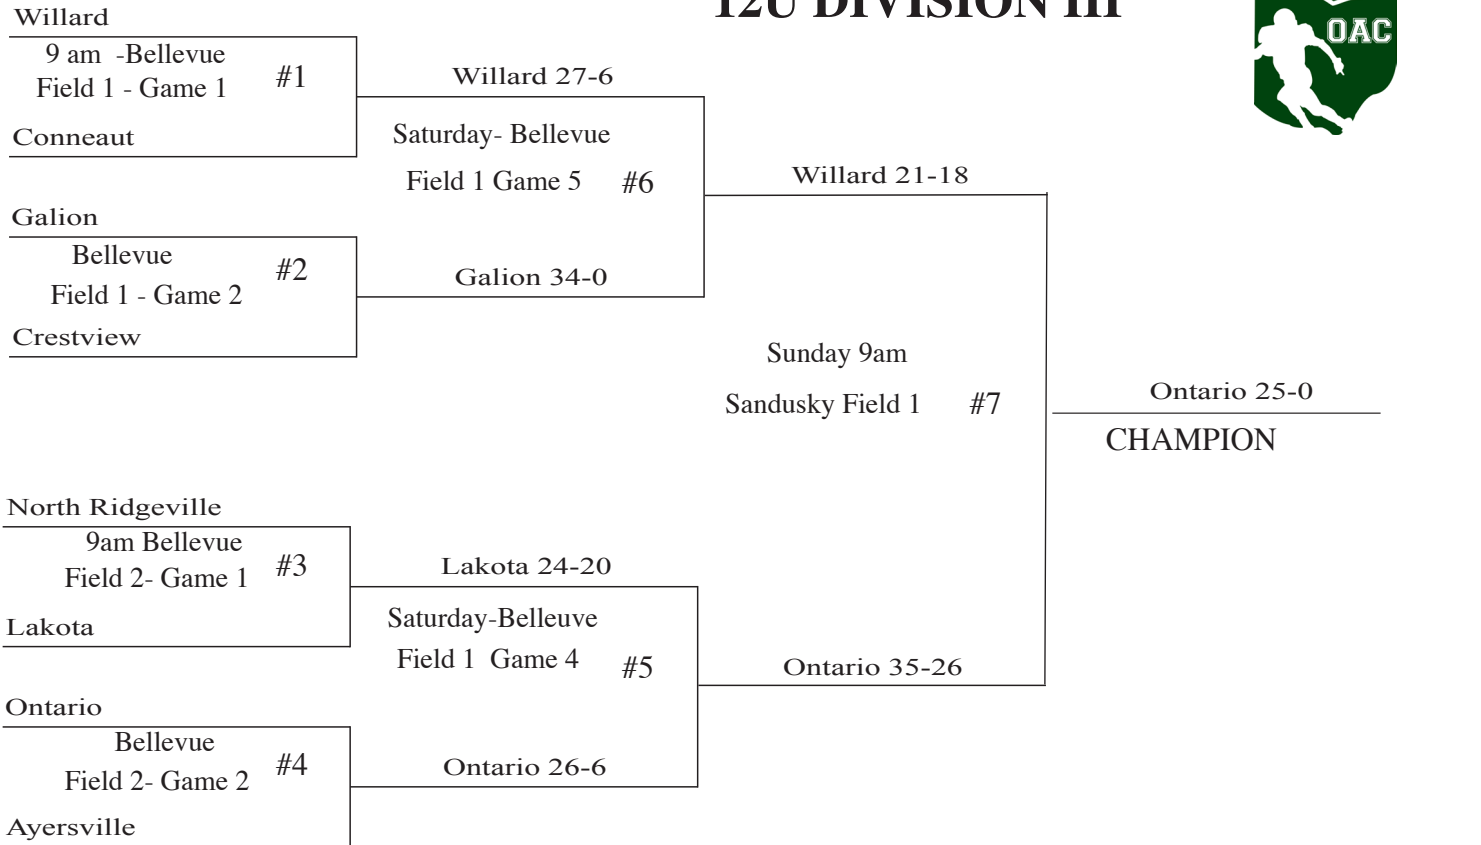 12U DIVISION III
OAC
Willard
9 am -Bellevue
Field 1 - Game 1
#1
Conneaut
Willard 27-6
Saturday- Bellevue
Field 1 Game 5
#6
Galion
Bellevue
Field 1 - Game 2
#2
Crestview
Galion 34-0
Willard 21-18
Sunday 9am
Sandusky Field 1
#7
Ontario 25-0
CHAMPION
North Ridgeville
9am Bellevue
Field 2- Game 1
#3
Lakota
Lakota 24-20
Saturday-Belleuve
Field 1 Game 4
#5
Ontario 35-26
Ontario
Bellevue
Field 2- Game 2
#4
Ayersville
Ontario 26-6